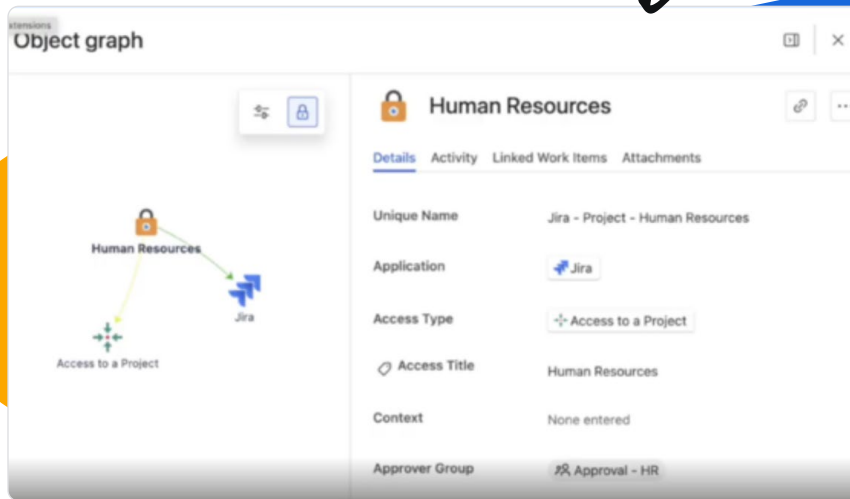 xtensions
Object graph
Human Resources
Jira
Access to a Project
Human Resources
Details Activity Linked Work Items Attachments
Unique Name Jira - Project - Human Resources
Application Jira
Access Type Access to a Project
Access Title Human Resources
Context None entered
Approver Group Approval - HR